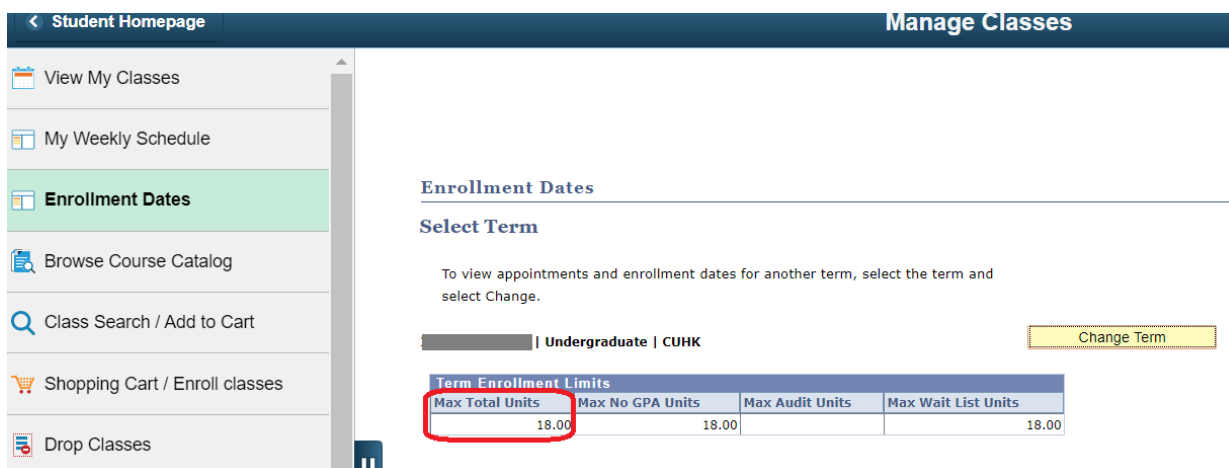 Student Homepage
Manage Classes
View My Classes
My Weekly Schedule
Enrollment Dates
Browse Course Catalog
Class Search / Add to Cart
Shopping Cart / Enroll classes
Drop Classes
Enrollment Dates
Select Term
To view appointments and enrollment dates for another term, select the term and
select Change.
| Undergraduate | CUHK
Change Term
Term Enrollment Limits
Max Total Units Max No GPA Units Max Audit Units Max Wait List Units
18.00 18.00 18.00